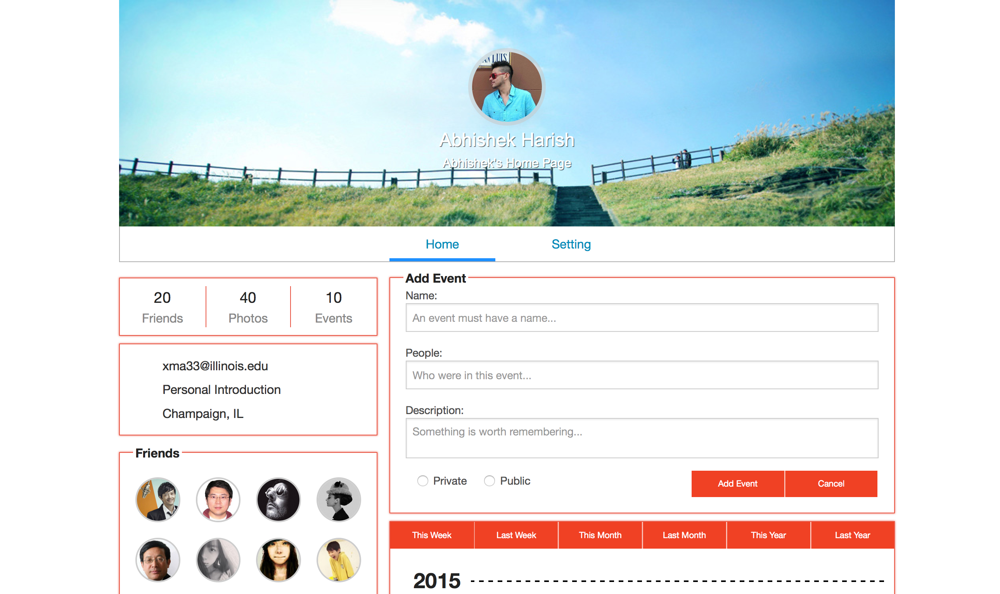 AN LUIS
Abhishek Harish
Abhishek's Home Page
Home
Setting
20
Friends
40
Photos
10
Events
xma33@illinois.edu
Personal Introduction
Champaign, IL
Friends
Add Event
Name:
An event must have a name...
People:
Who were in this event...
Description:
Something is worth remembering...
Private
Public
Add Event
Cancel
This Week
Last Week
This Month
Last Month
This Year
Last Year
2015